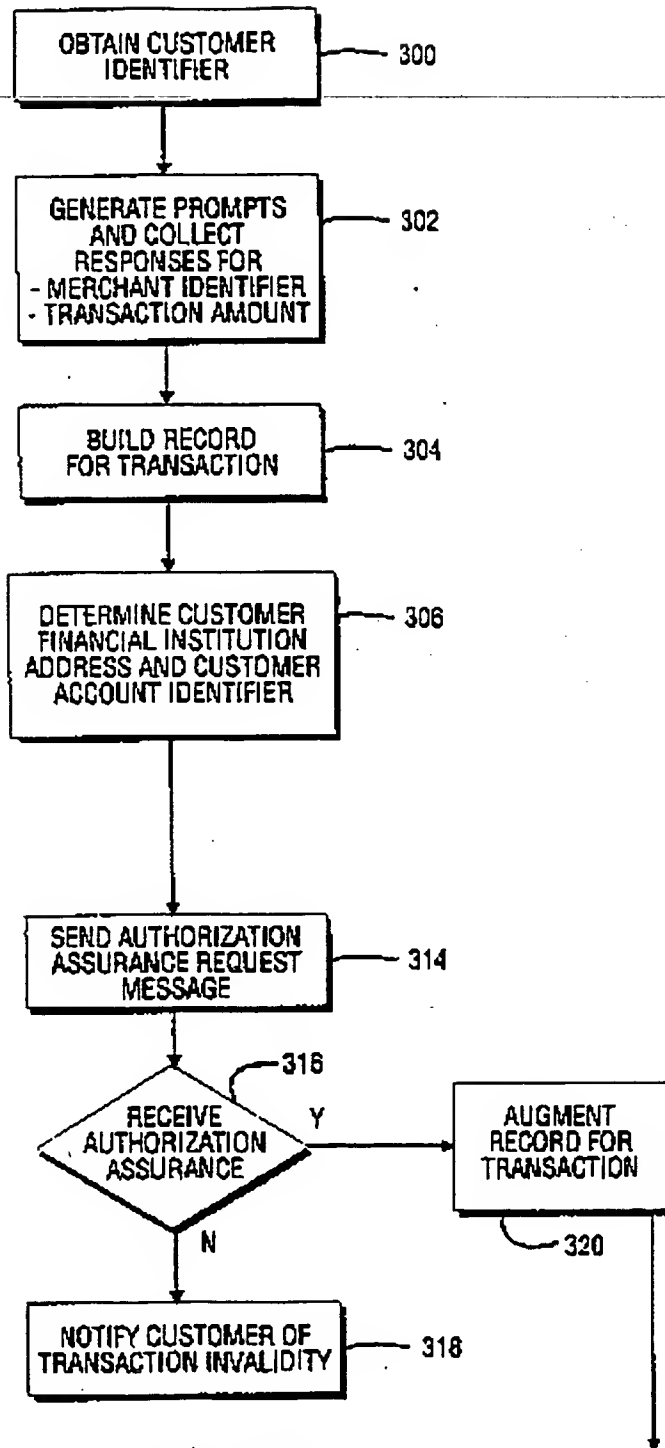 OBTAIN CUSTOMER
IDENTIFIER
300
GENERATE PROMPTS
AND COLLECT
RESPONSES FOR
- MERCHANT IDENTIFIER
- TRANSACTION AMOUNT
302
BUILD RECORD
FOR TRANSACTION
304
DETERMINE CUSTOMER
FINANCIAL INSTITUTION
ADDRESS AND CUSTOMER
ACCOUNT IDENTIFIER
306
SEND AUTHORIZATION
ASSURANCE REQUEST
MESSAGE
314
316
RECEIVE
AUTHORIZATION
ASSURANCE
Y
N
AUGMENT
RECORD FOR
TRANSACTION
320
NOTIFY CUSTOMER OF
TRANSACTION INVALIDITY
318